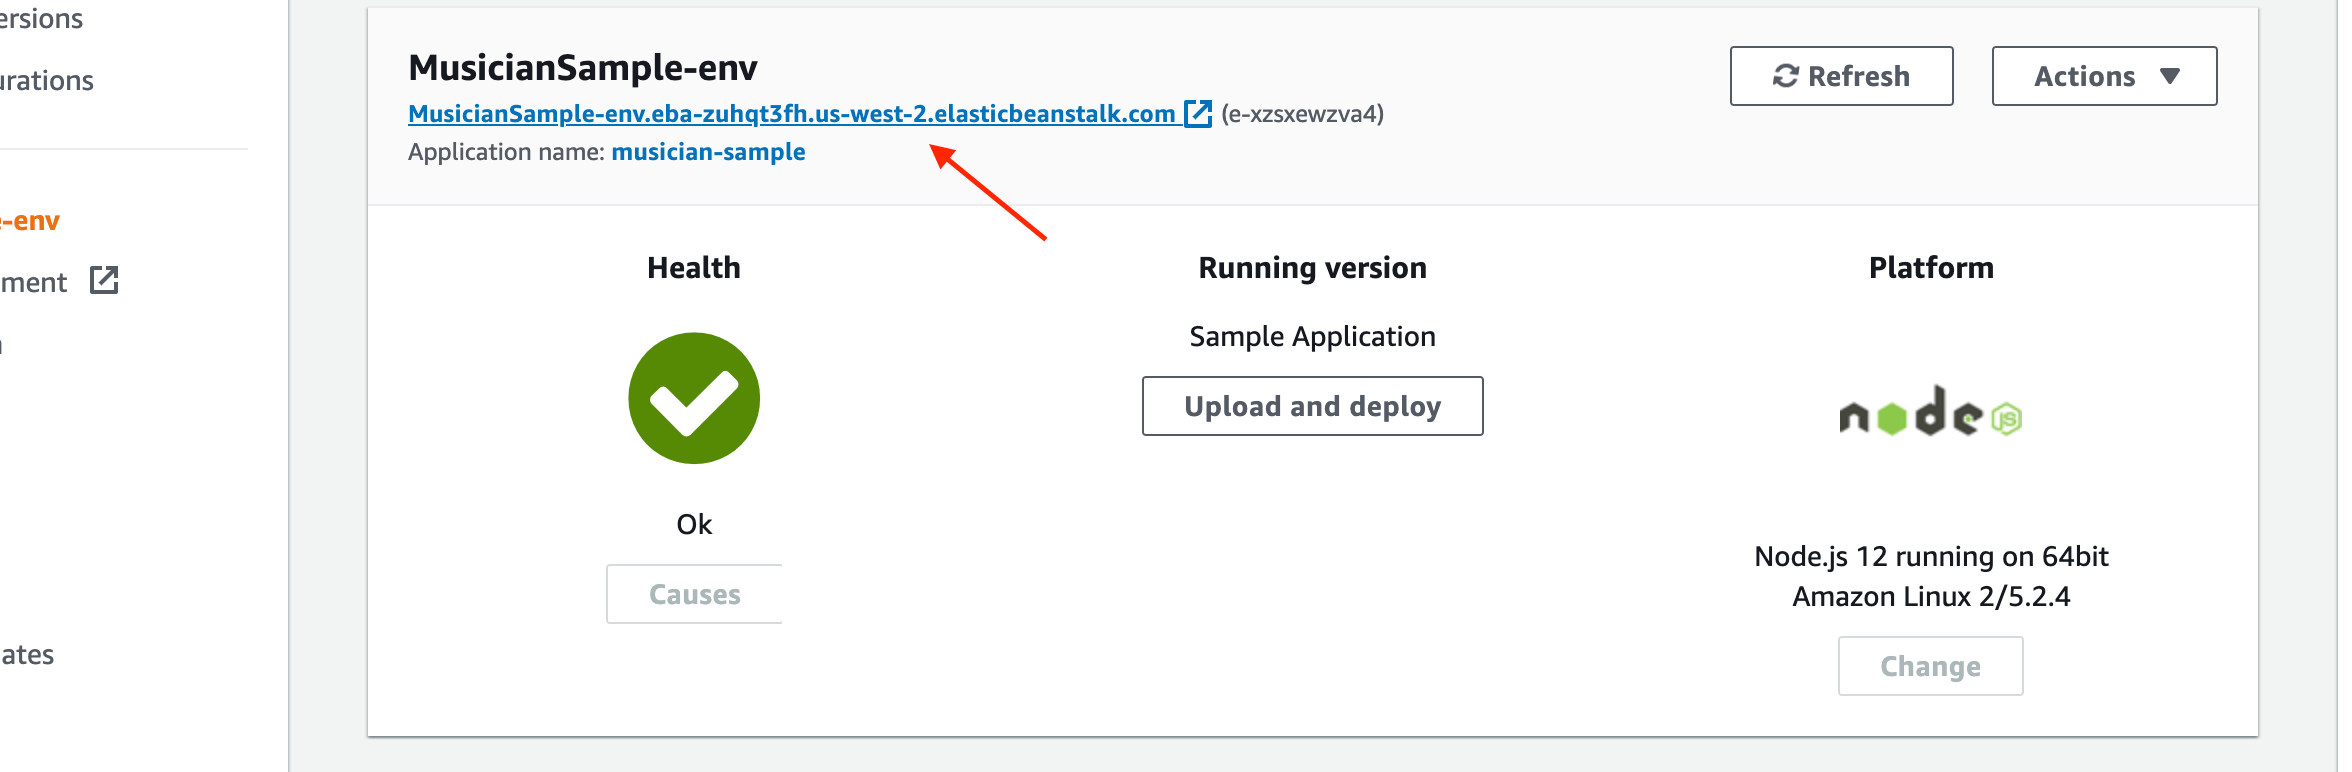 ersions
urations
e-env
ment
ates
MusicianSample-env
MusicianSample-env.eba-zuhqt3fh.us-west-2.elasticbeanstalk.com (e-xzsxewzva4)
Application name: musician-sample
Refresh
Actions
Health
Ok
Causes
Running version
Sample Application
Upload and deploy
Platform
node JS
Node.js 12 running on 64bit
Amazon Linux 2/5.2.4
Change